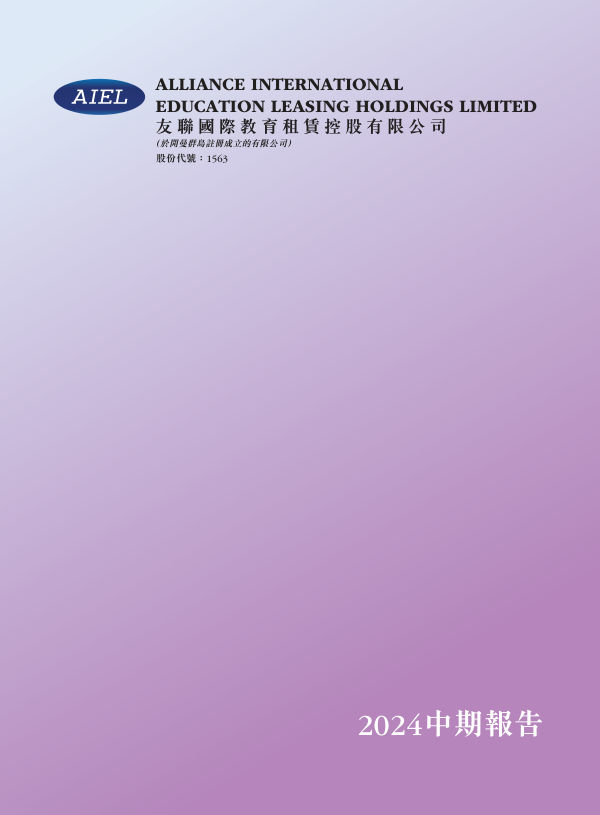 AIEL
ALLIANCE INTERNATIONAL
EDUCATION LEASING HOLDINGS LIMITED
友聯國際教育租賃控股有限公司
(於開曼群島註冊成立的有限公司)
股份代號：1563
2024中期報告